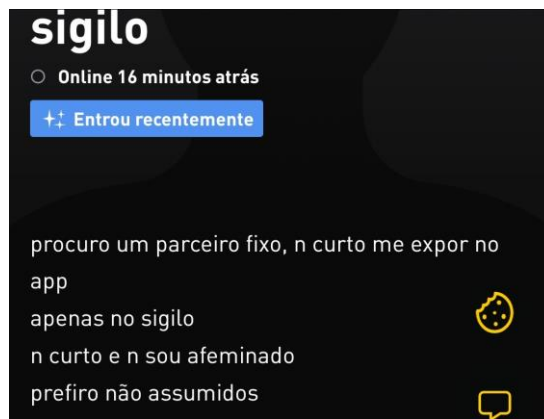 sigilo
Online 16 minutos atrás
Entrou recentemente
procuro um parceiro fixo, n curto me expor no
app
apenas no sigilo
n curto e n sou afeminado
prefiro não assumidos